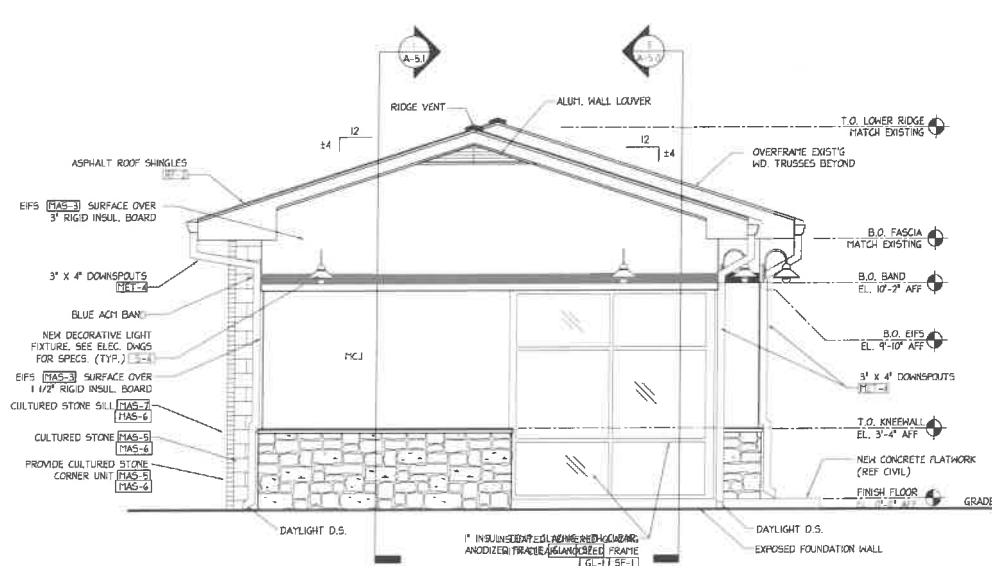 A-5.1
A-5.0
RIDGE VENT
ALUM. WALL LOUVER
T.O. LOWER RIDGE
MATCH EXISTING
12
±4
12
±4
OVERFRAME EXIST'G
WD. TRUSSES BEYOND
ASPHALT ROOF SHINGLES
EIFS MAS-3 SURFACE OVER
3" RIGID INSUL. BOARD
B.O. FASCIA
MATCH EXISTING
3" X 4" DOWNSPOUTS
MET-4
B.O. BAND
EL. 10'-2" AFF
BLUE ACM BAND
NEW DECORATIVE LIGHT
FIXTURE. SEE ELEC. DWGS
FOR SPECS. (TYP.)
B.O. EIFS
EL. 9'-10" AFF
MCJ
EIFS MAS-3 SURFACE OVER
1 1/2" RIGID INSUL. BOARD
3" X 4" DOWNSPOUTS
CULTURED STONE SILL MAS-7
MAS-6
T.O. KNEEWALL
EL. 3'-4" AFF
CULTURED STONE MAS-5
MAS-6
PROVIDE CULTURED STONE
CORNER UNIT MAS-5
MAS-6
NEW CONCRETE FLATWORK
(REF CIVIL)
FINISH FLOOR
GRADE
DAYLIGHT D.S.
DAYLIGHT D.S.
EXPOSED FOUNDATION WALL
ANODIZED FRAME
FRAME
GL-1 SF-1